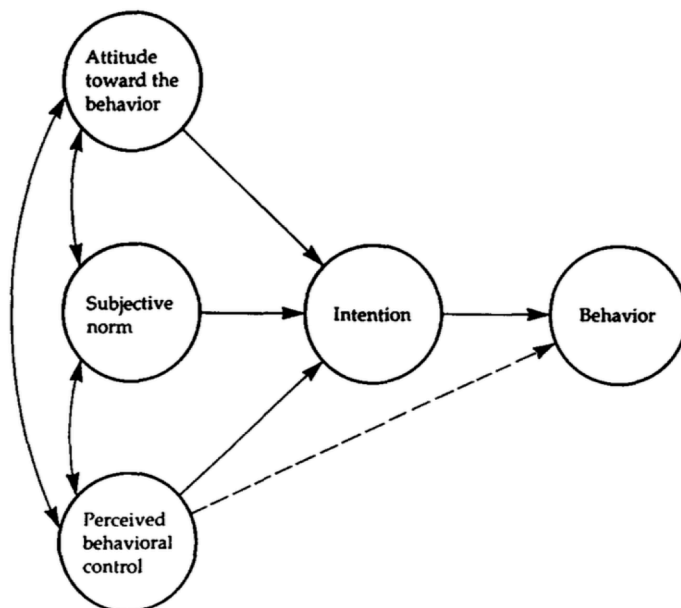 Attitude
toward the
behavior
Subjective
norm
Intention
Behavior
Perceived
behavioral
control